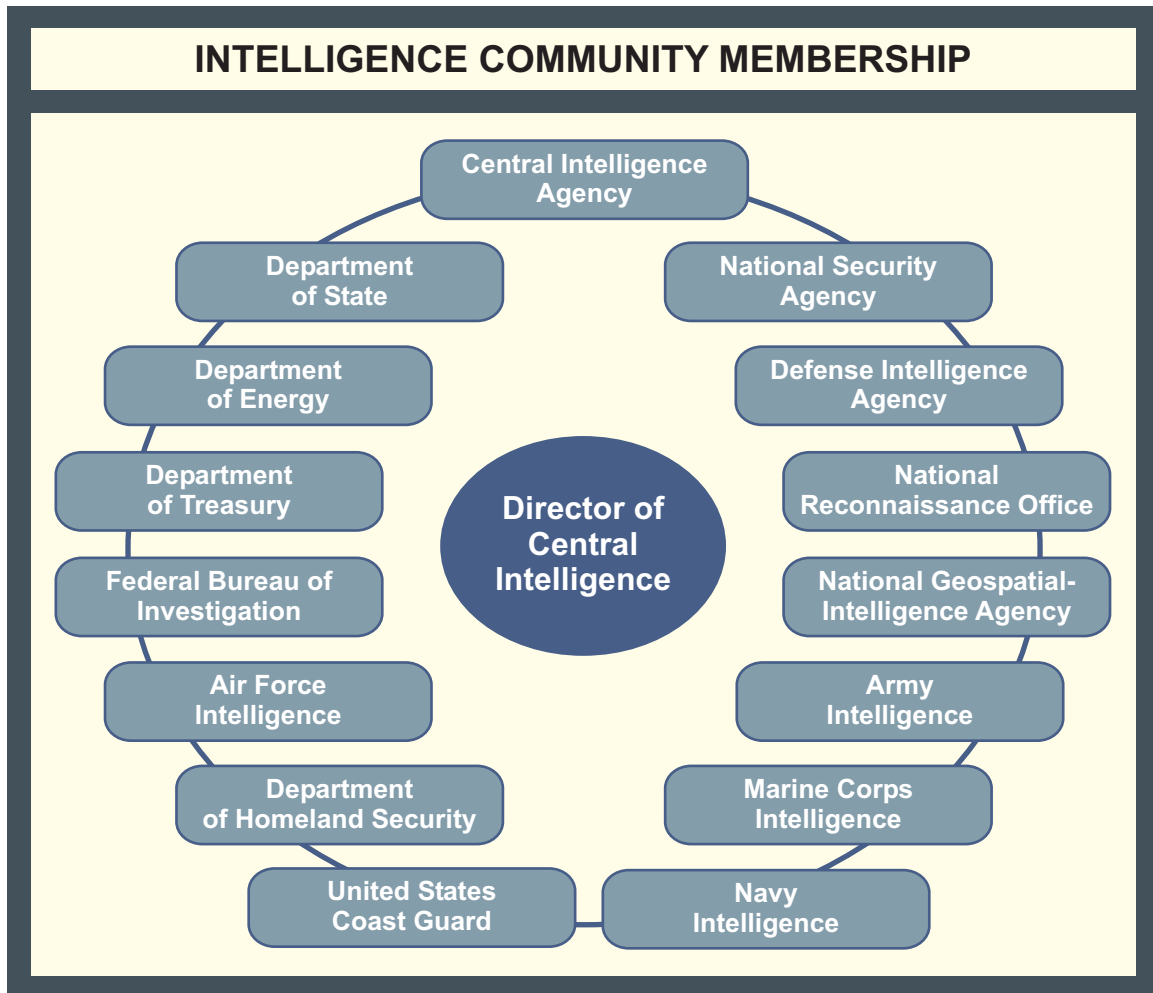 INTELLIGENCE COMMUNITY MEMBERSHIP
Central Intelligence
Agency
Department
of State
National Security
Agency
Department
of Energy
Defense Intelligence
Agency
Department
of Treasury
National
Reconnaissance Office
Director of
Central
Intelligence
Federal Bureau of
Investigation
National Geospatial-
Intelligence Agency
Air Force
Intelligence
Army
Intelligence
Department
of Homeland Security
Marine Corps
Intelligence
United States
Coast Guard
Navy
Intelligence